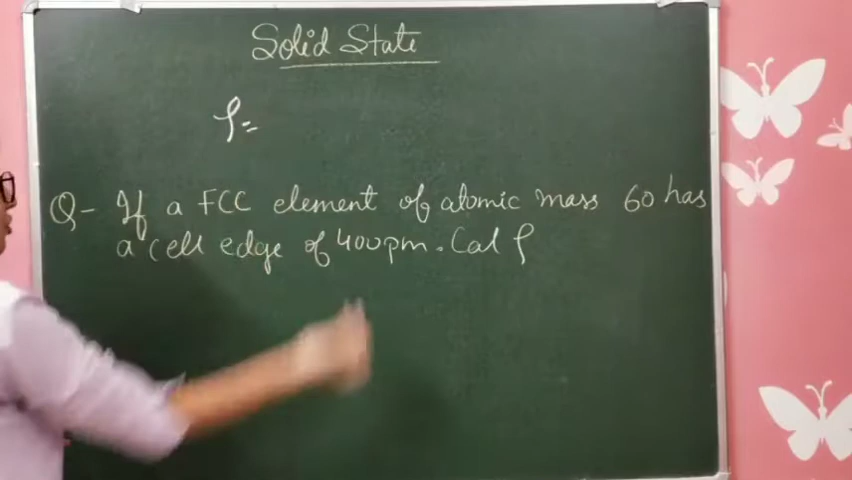 Solid State
ρ=
Q- If a FCC element of atomic mass 60 has
a cell edge of 400pm. Cal ρ